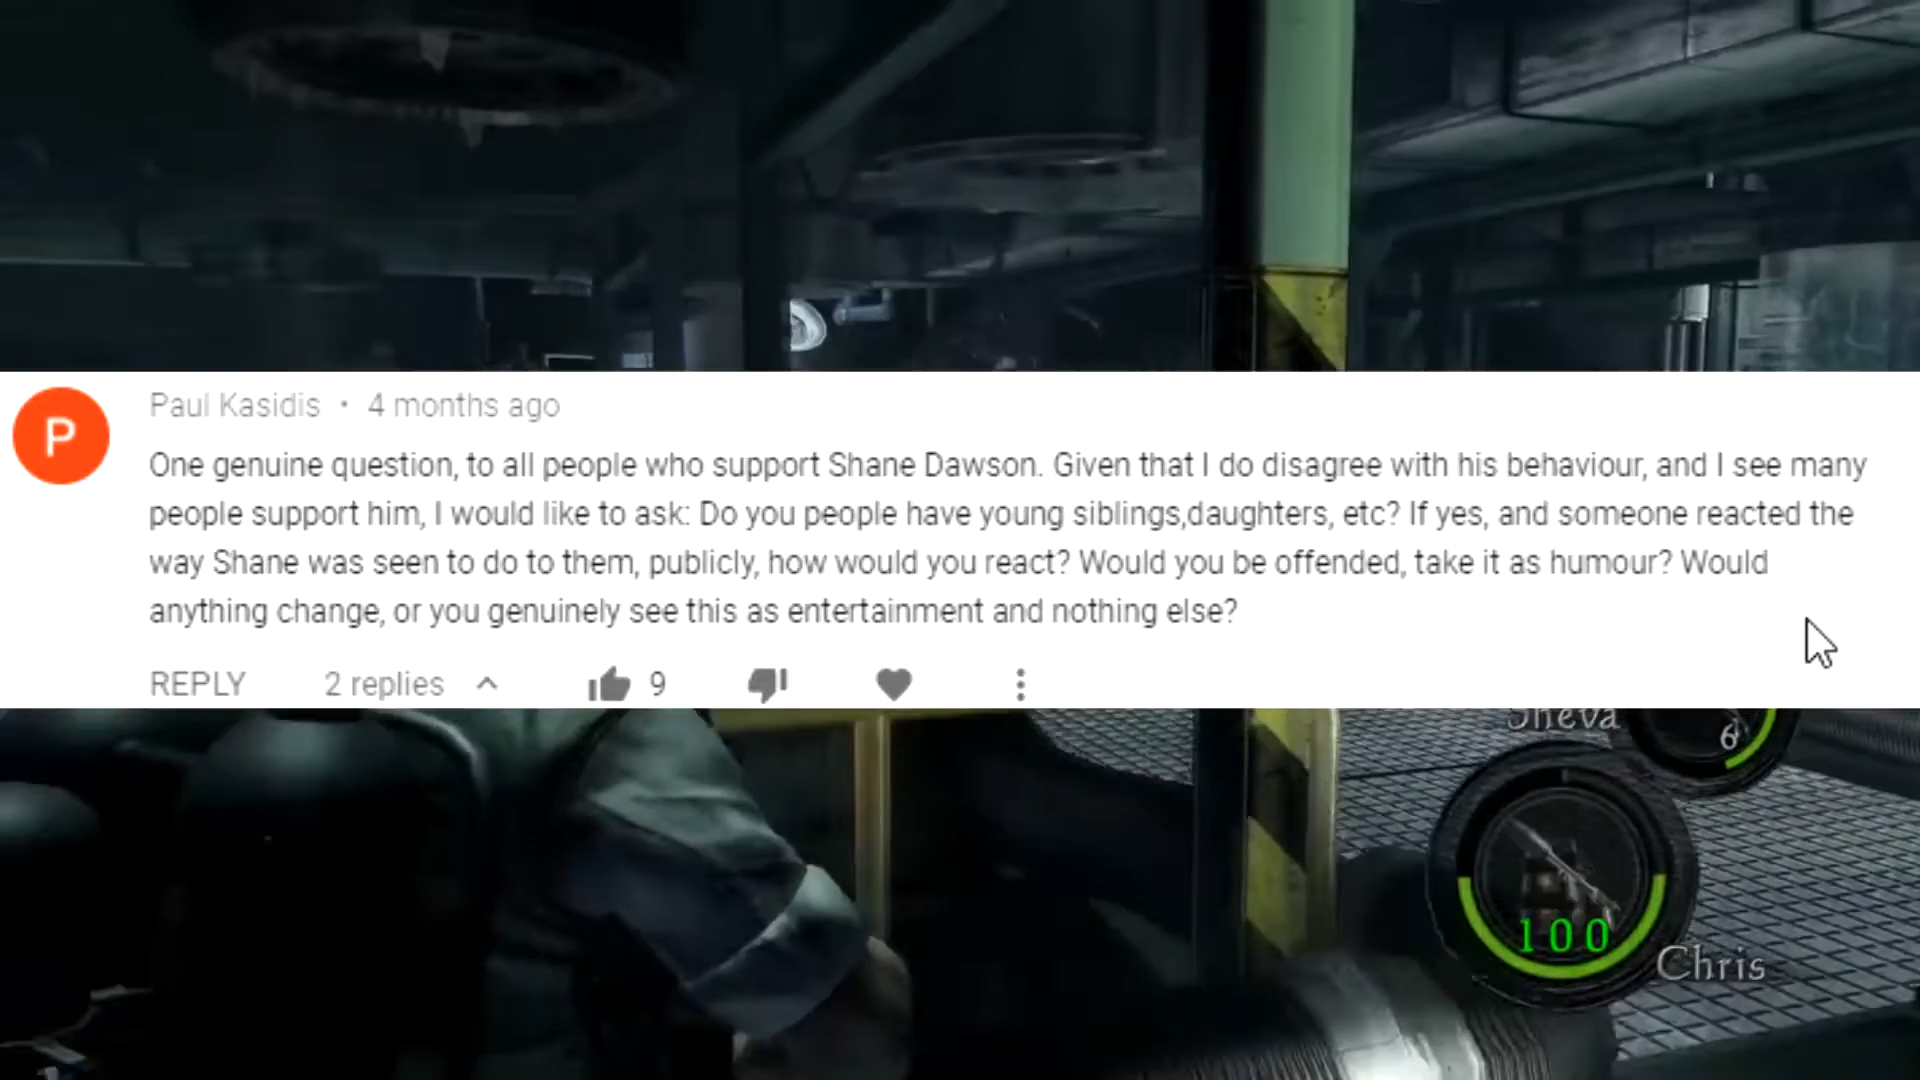 P
Paul Kasidis • 4 months ago
One genuine question, to all people who support Shane Dawson. Given that I do disagree with his behaviour, and I see many
people support him, I would like to ask: Do you people have young siblings,daughters, etc? If yes, and someone reacted the
way Shane was seen to do to them, publicly, how would you react? Would you be offended, take it as humour? Would
anything change, or you genuinely see this as entertainment and nothing else?
REPLY 2 replies 9
Sheva
6
100
Chris